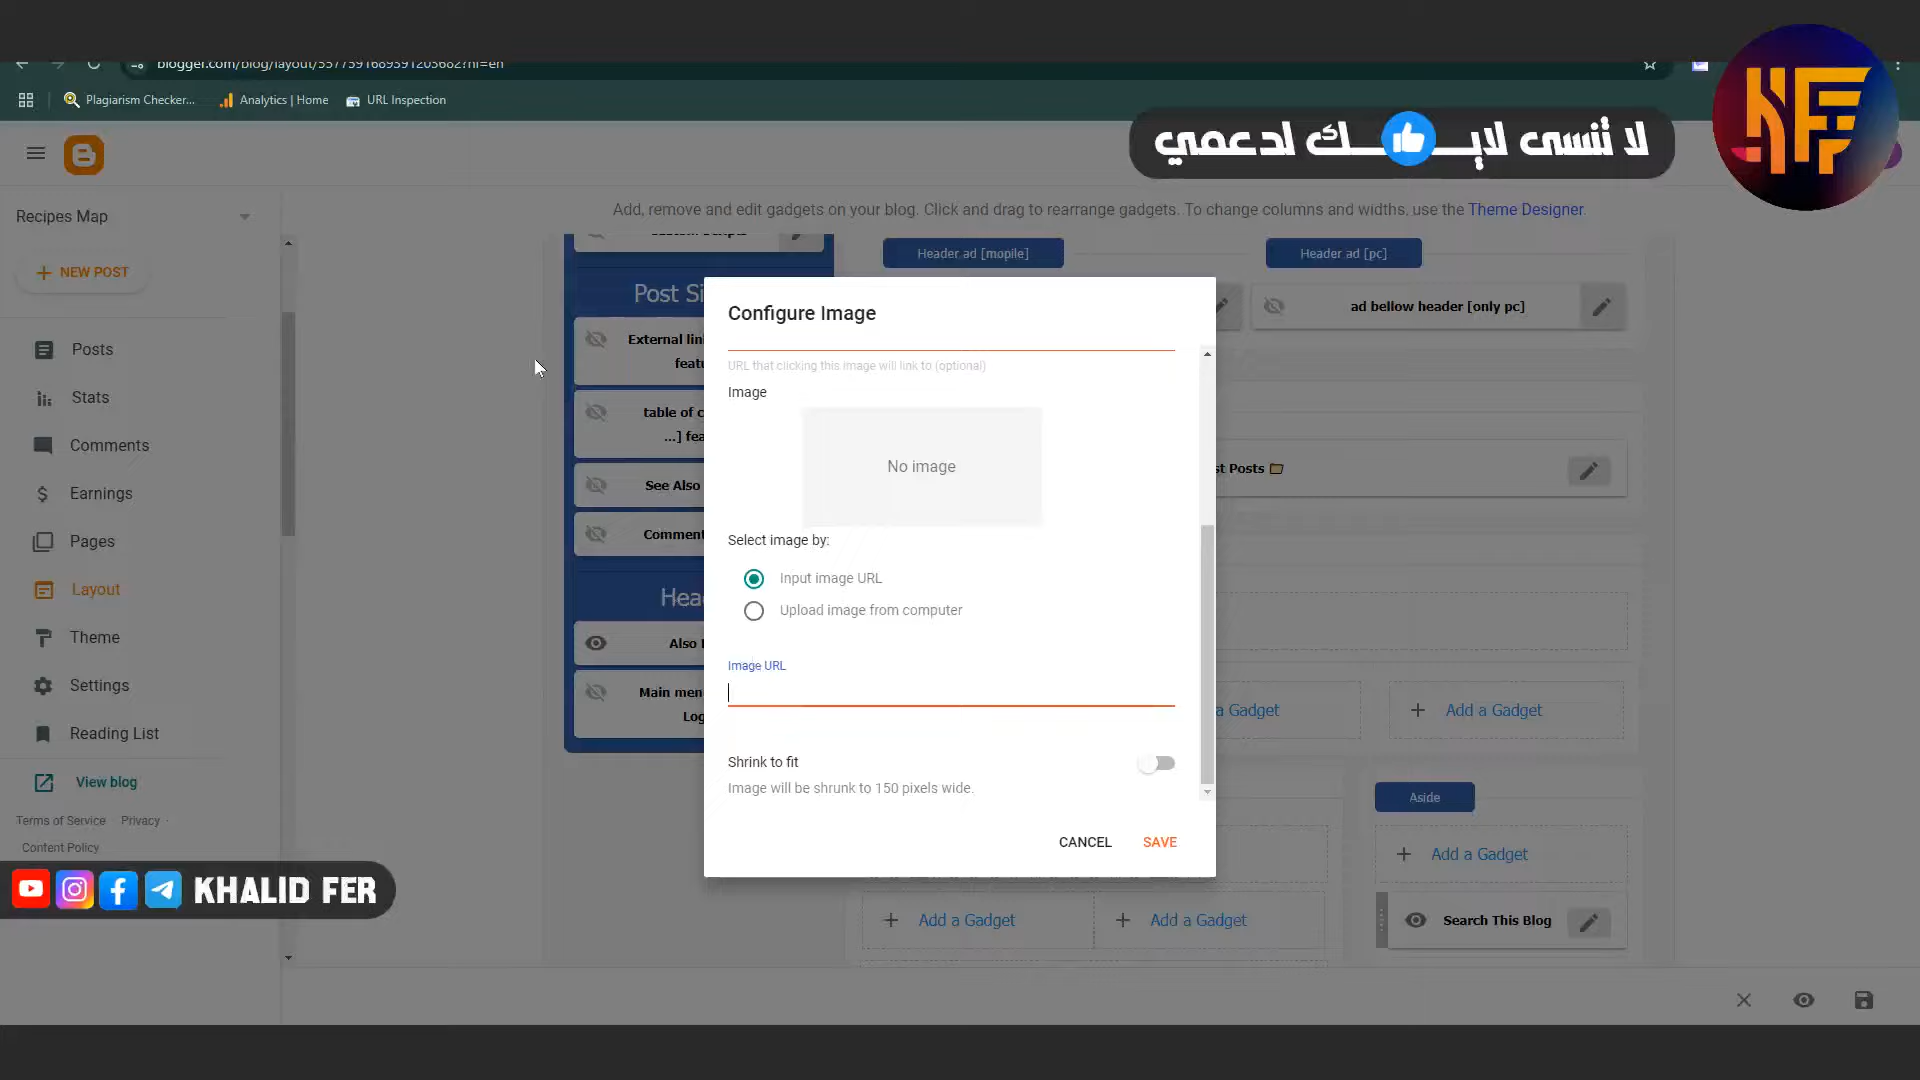 Plagiarism Checker...
Analytics | Home
URL Inspection
لا تنسى لايـــك لدعمي
KF
Recipes Map
Add, remove and edit gadgets on your blog. Click and drag to rearrange gadgets. To change columns and widths, use the Theme Designer.
NEW POST
Header ad [mopile]
Header ad [pc]
Post Si
Configure Image
ad bellow header [only pc]
External lin
featu
URL that clicking this image will link to (optional)
Image
No image
Posts
Stats
Comments
Earnings
Pages
Layout
Theme
Settings
Reading List
View blog
Terms of Service
Privacy
Content Policy
table of c
...] fea
See Also
Comment
Hea
Also
Main men
Log
st Posts
Select image by:
Input image URL
Upload image from computer
Image URL
a Gadget
Add a Gadget
Shrink to fit
Image will be shrunk to 150 pixels wide.
Aside
CANCEL
SAVE
Add a Gadget
KHALID FER
Add a Gadget
Add a Gadget
Search This Blog